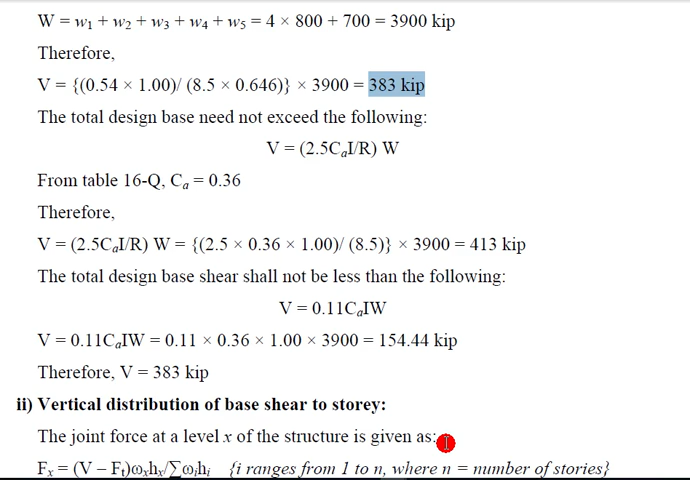 W = w₁ + w₂ + w₃ + w₄ + w₅ = 4 × 800 + 700 = 3900 kip
Therefore,
V = {(0.54 × 1.00)/ (8.5 × 0.646)} × 3900 = 383 kip
The total design base need not exceed the following:
V = (2.5CₐI/R) W
From table 16-Q, Cₐ = 0.36
Therefore,
V = (2.5CₐI/R) W = {(2.5 × 0.36 × 1.00)/ (8.5)} × 3900 = 413 kip
The total design base shear shall not be less than the following:
V = 0.11CₐIW
V = 0.11CₐIW = 0.11 × 0.36 × 1.00 × 3900 = 154.44 kip
Therefore, V = 383 kip
ii) Vertical distribution of base shear to storey:
The joint force at a level x of the structure is given as:
Fₓ = (V – Fₜ)ωₓhₓ/∑ωᵢhᵢ {i ranges from 1 to n, where n = number of stories}